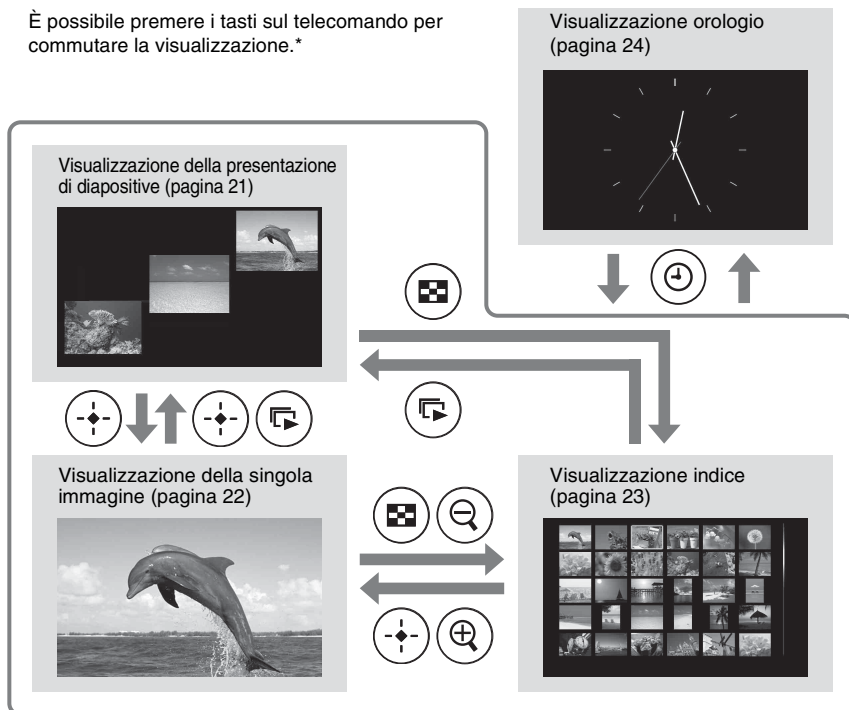 È possibile premere i tasti sul telecomando per
commutare la visualizzazione.*
Visualizzazione orologio
(pagina 24)
Visualizzazione della presentazione
di diapositive (pagina 21)
Visualizzazione della singola
immagine (pagina 22)
Visualizzazione indice
(pagina 23)